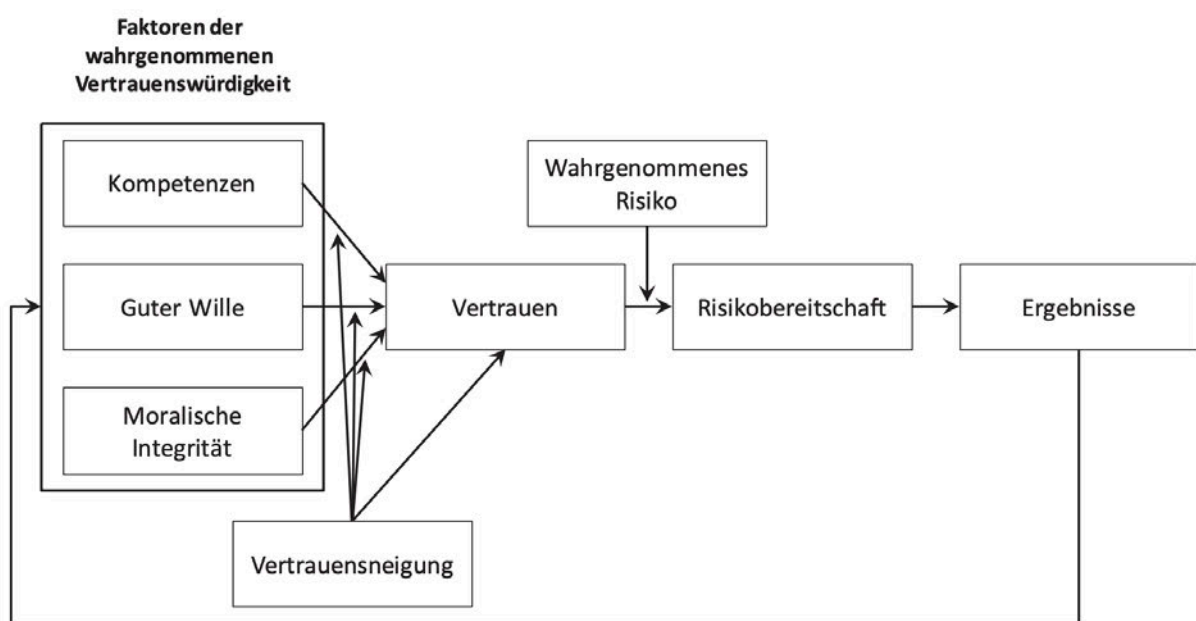 Faktoren der
wahrgenommenen
Vertrauenswürdigkeit
Kompetenzen
Guter Wille
Moralische
Integrität
Vertrauensneigung
Vertrauen
Wahrgenommenes
Risiko
Risikobereitschaft
Ergebnisse